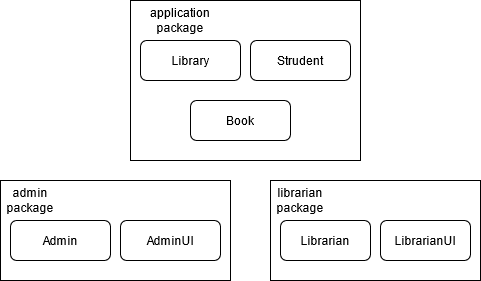 application
package
Library
Strudent
Book
admin
package
Admin
AdminUI
librarian
package
Librarian
LibrarianUI